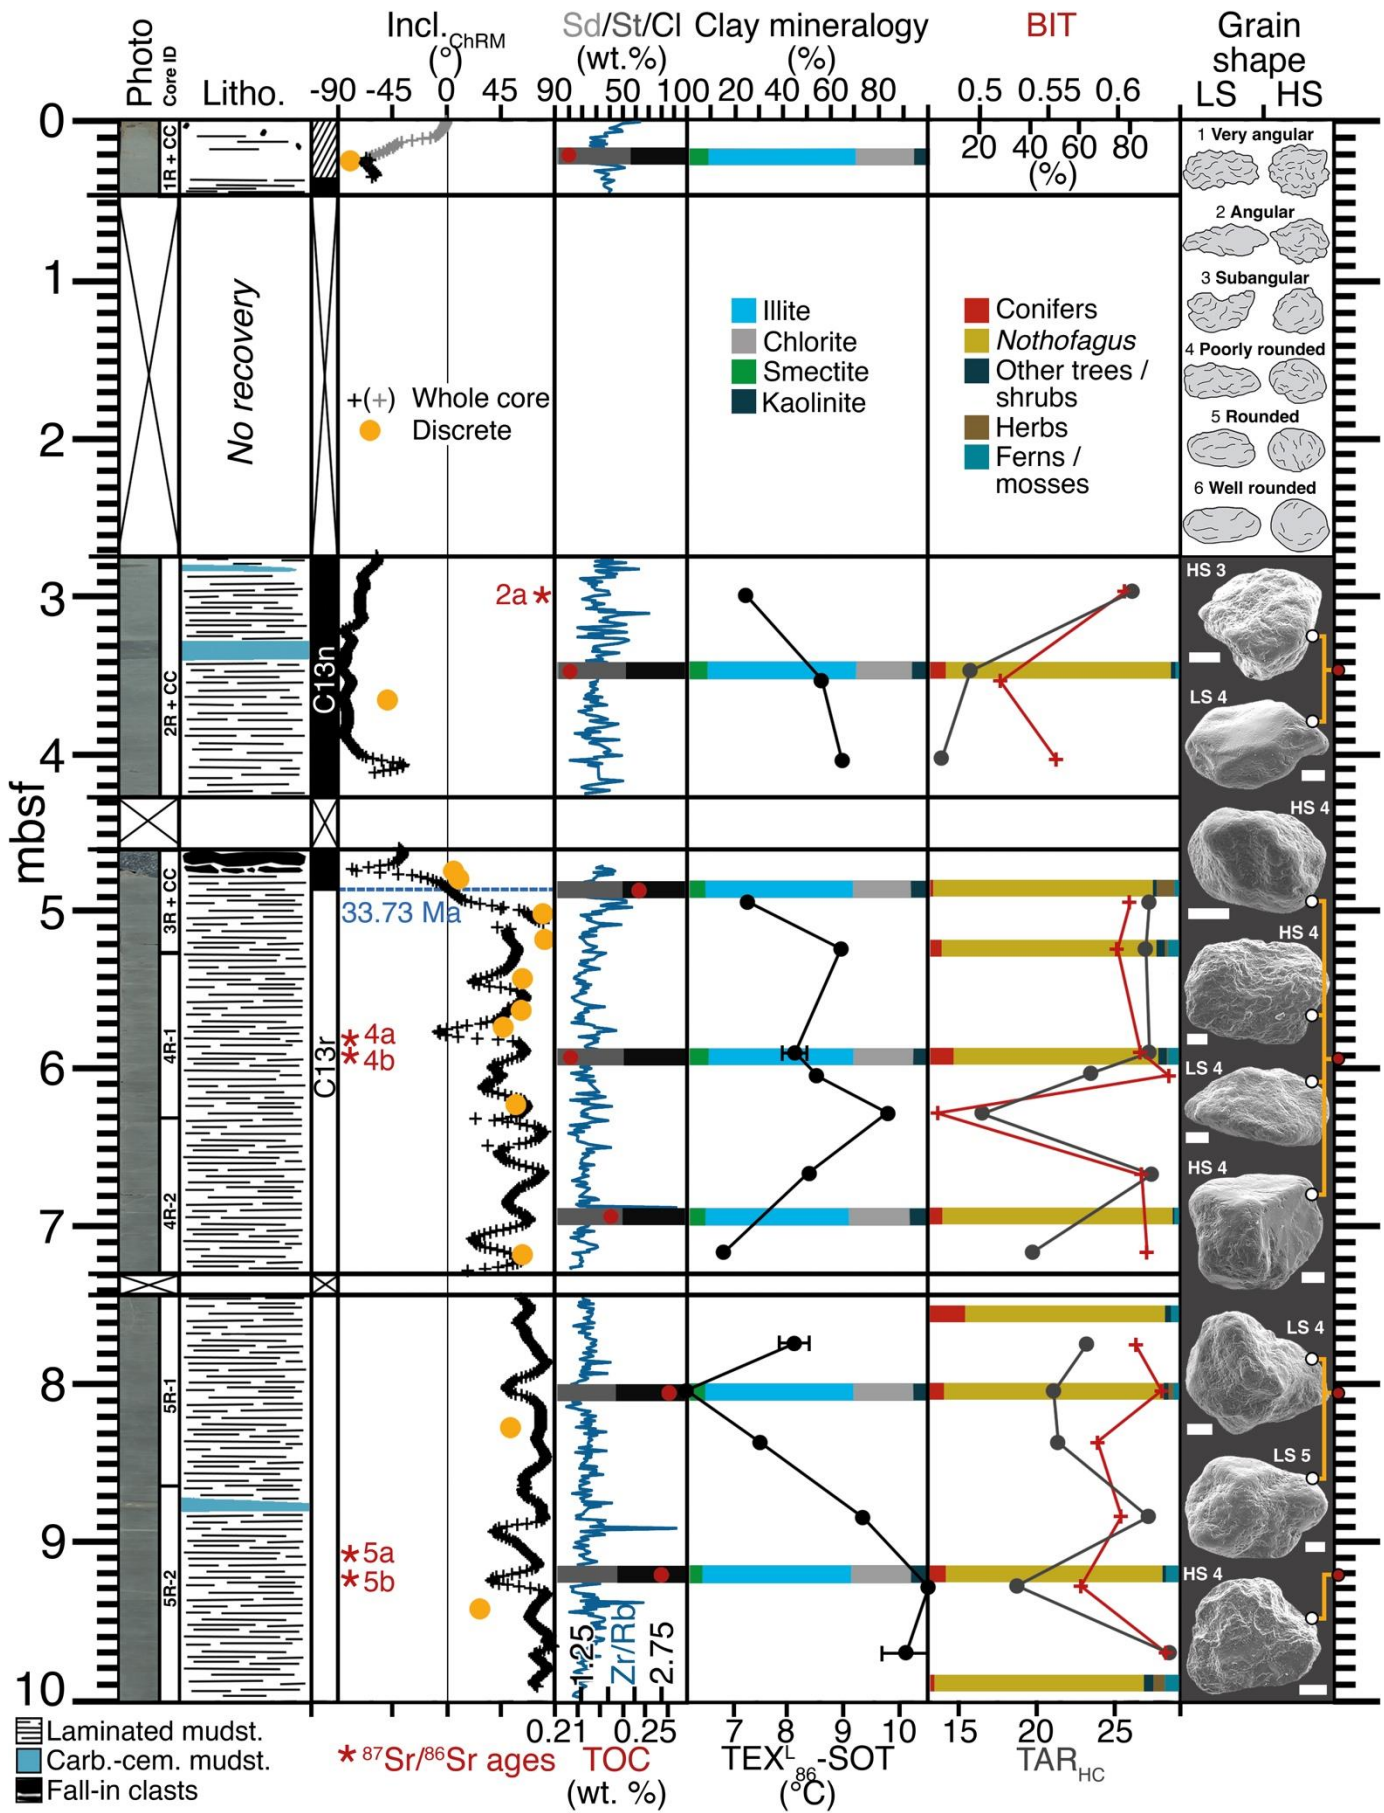 Photo
Core ID
Litho.
Incl.ChRM
(°)
-90 -45 0 45 90
Sd/St/Cl
(wt.%)
0 50 100
Clay mineralogy
(%)
0 20 40 60 80
BIT
0.5 0.55 0.6
20 40 60 80
(%)
Grain
shape
LS HS
mbsf
0
1
2
3
4
5
6
7
8
9
10
1R + CC
2R + CC
3R + CC
4R-1
4R-2
5R-1
5R-2
No recovery
C13n
C13r
+(+) Whole core
Discrete
Illite
Chlorite
Smectite
Kaolinite
Conifers
Nothofagus
Other trees /
shrubs
Herbs
Ferns /
mosses
1 Very angular
2 Angular
3 Subangular
4 Poorly rounded
5 Rounded
6 Well rounded
2a *
33.73 Ma
* 4a
* 4b
* 5a
* 5b
HS 3
LS 4
HS 4
HS 4
LS 4
HS 4
LS 4
LS 5
HS 4
1.25
Zr/Rb
2.75
Laminated mudst.
Carb.-cem. mudst.
Fall-in clasts
* 87Sr/86Sr ages
0.21 0.25
TOC
(wt. %)
7 8 9 10
TEXL86-SOT
(°C)
15 20 25
TARHC